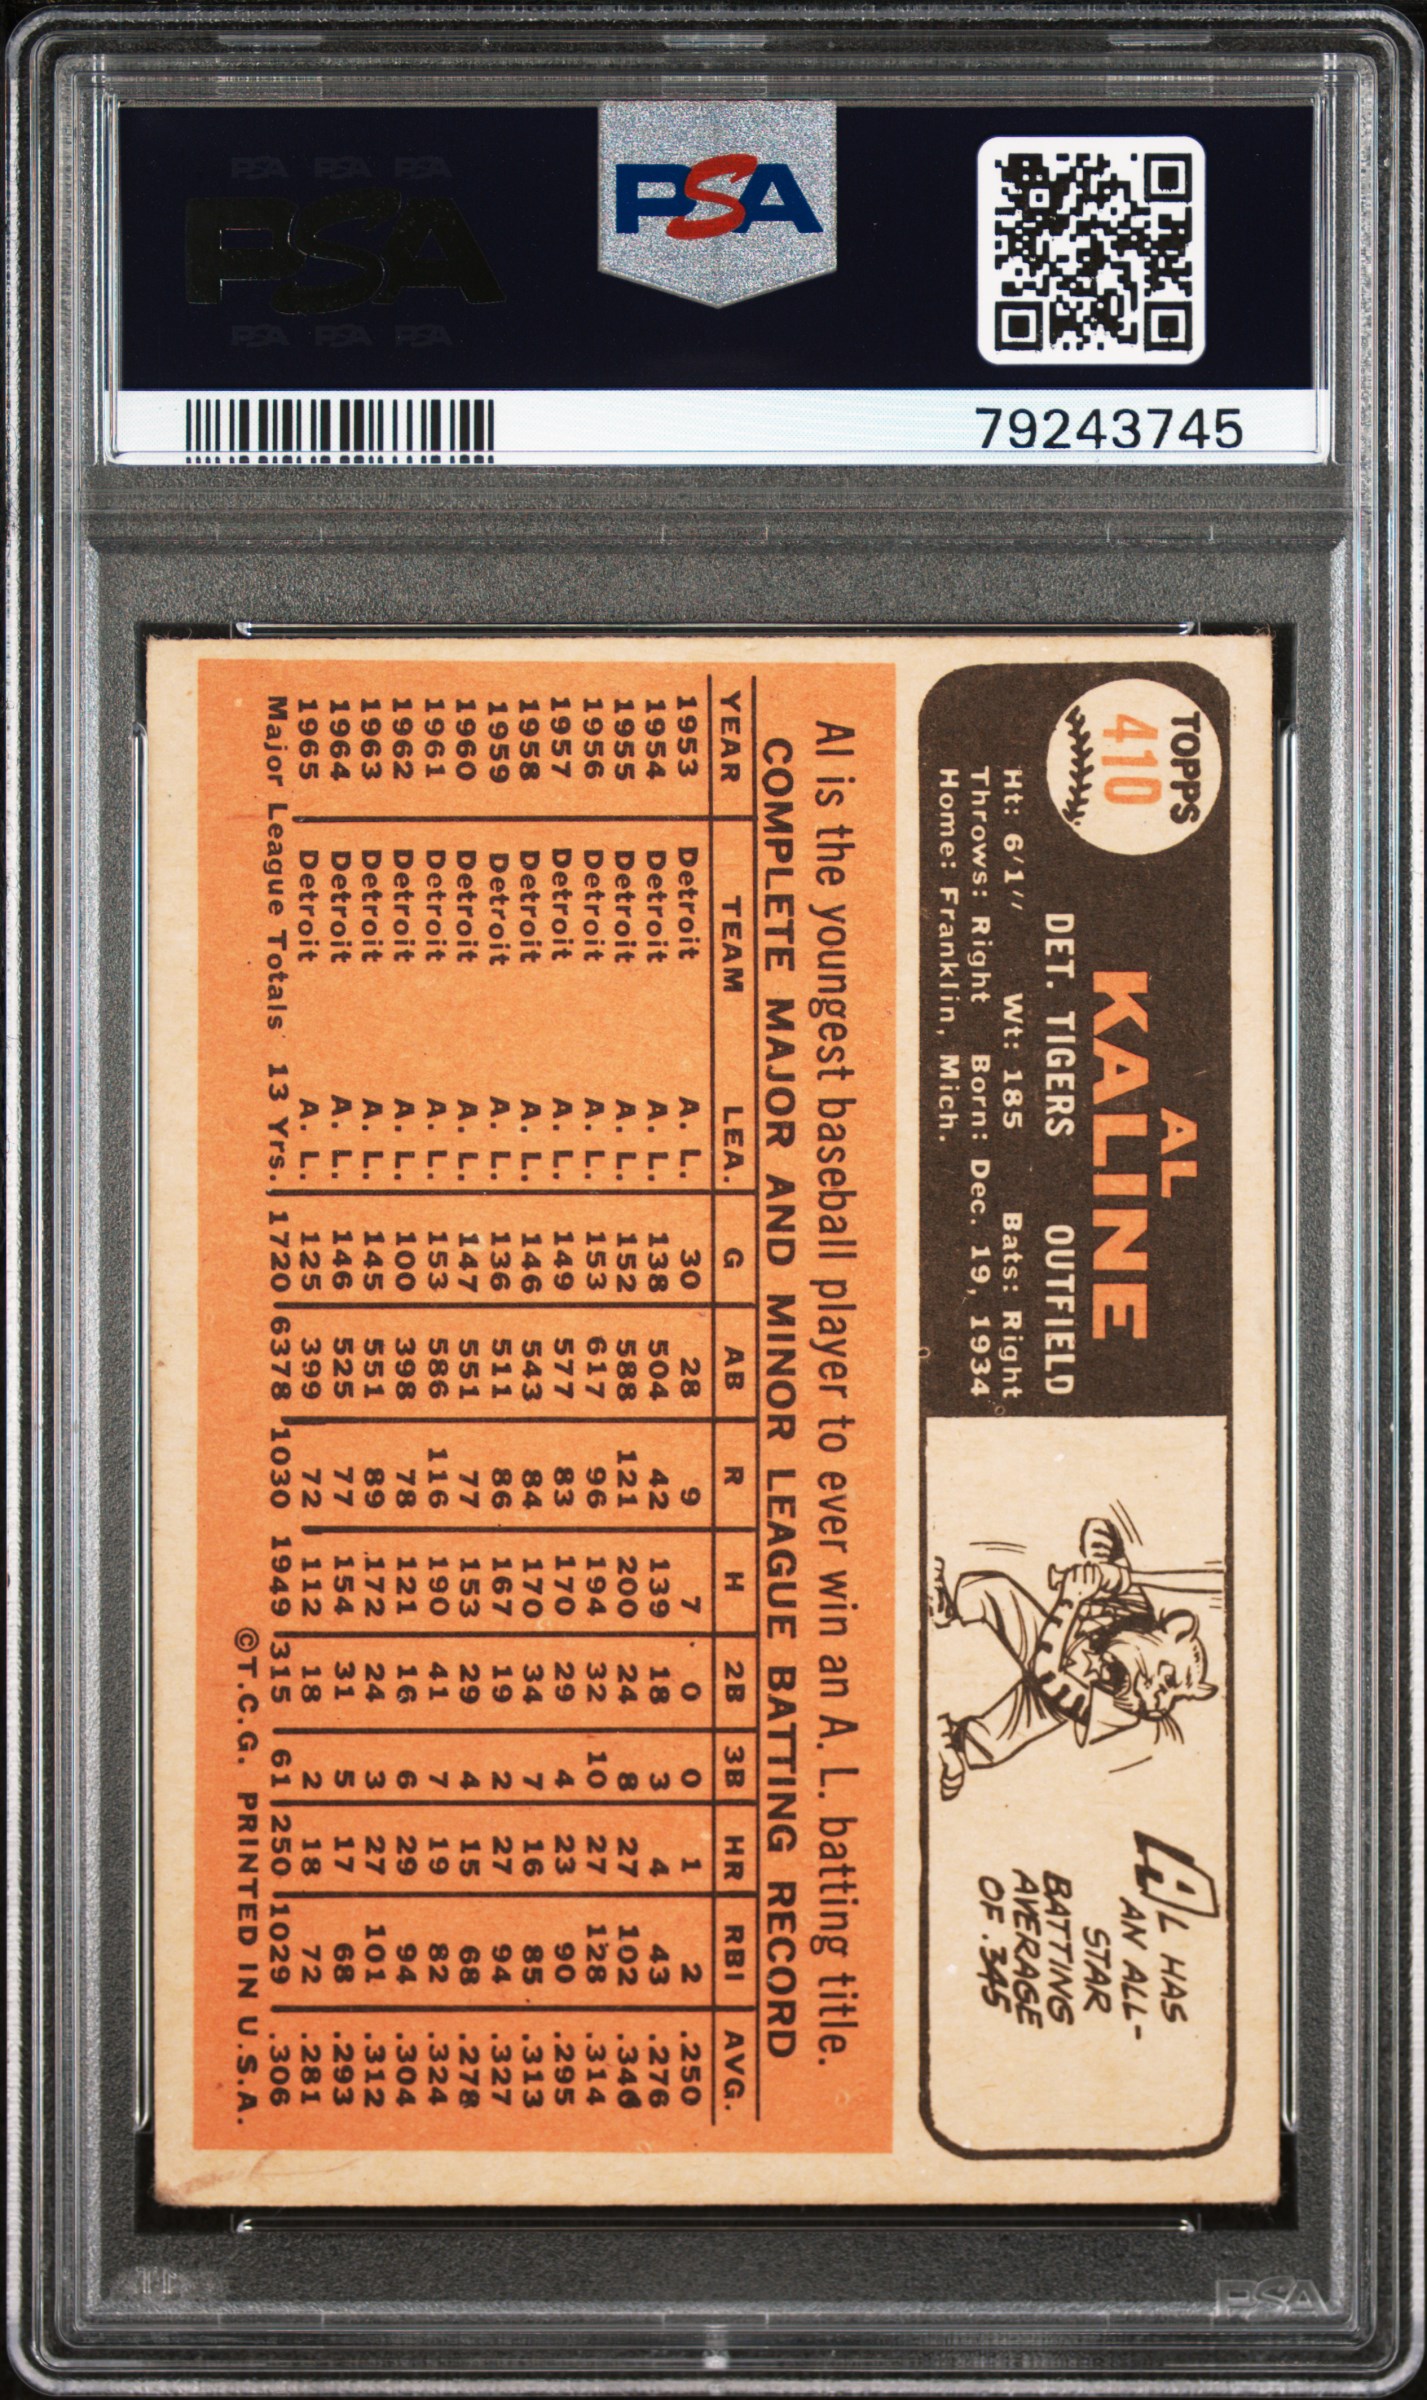 PSA PSA PSA
PSA
PSA PSA PSA
PSA
79243745
TOPPS
410
AL
KALINE
DET. TIGERS OUTFIELD
Ht: 6'1" Wt: 185 Bats: Right
Throws: Right Born: Dec. 19, 1934
Home: Franklin, Mich.
AL HAS
AN ALL-
STAR
BATTING
AVERAGE
OF .345
Al is the youngest baseball player to ever win an A. L. batting title.
COMPLETE MAJOR AND MINOR LEAGUE BATTING RECORD
YEAR TEAM LEA. G AB R H 2B 3B HR RBI AVG.
1953 Detroit A. L. 30 28 9 7 0 0 1 2 .250
1954 Detroit A. L. 138 504 42 139 18 3 4 43 .276
1955 Detroit A. L. 152 588 121 200 24 8 27 102 .340
1956 Detroit A. L. 153 617 96 194 32 10 27 128 .314
1957 Detroit A. L. 149 577 83 170 29 4 23 90 .295
1958 Detroit A. L. 146 543 84 170 34 7 16 85 .313
1959 Detroit A. L. 136 511 86 167 19 2 27 94 .327
1960 Detroit A. L. 147 551 77 153 29 4 15 68 .278
1961 Detroit A. L. 153 586 116 190 41 7 19 82 .324
1962 Detroit A. L. 100 398 78 121 16 6 29 94 .304
1963 Detroit A. L. 145 551 89 172 24 3 27 101 .312
1964 Detroit A. L. 146 525 77 154 31 5 17 68 .293
1965 Detroit A. L. 125 399 72 112 18 2 18 72 .281
Major League Totals 13 Yrs. 1720 6378 1030 1949 315 61 250 1029 .306
©T.C.G. PRINTED IN U.S.A.
PSA